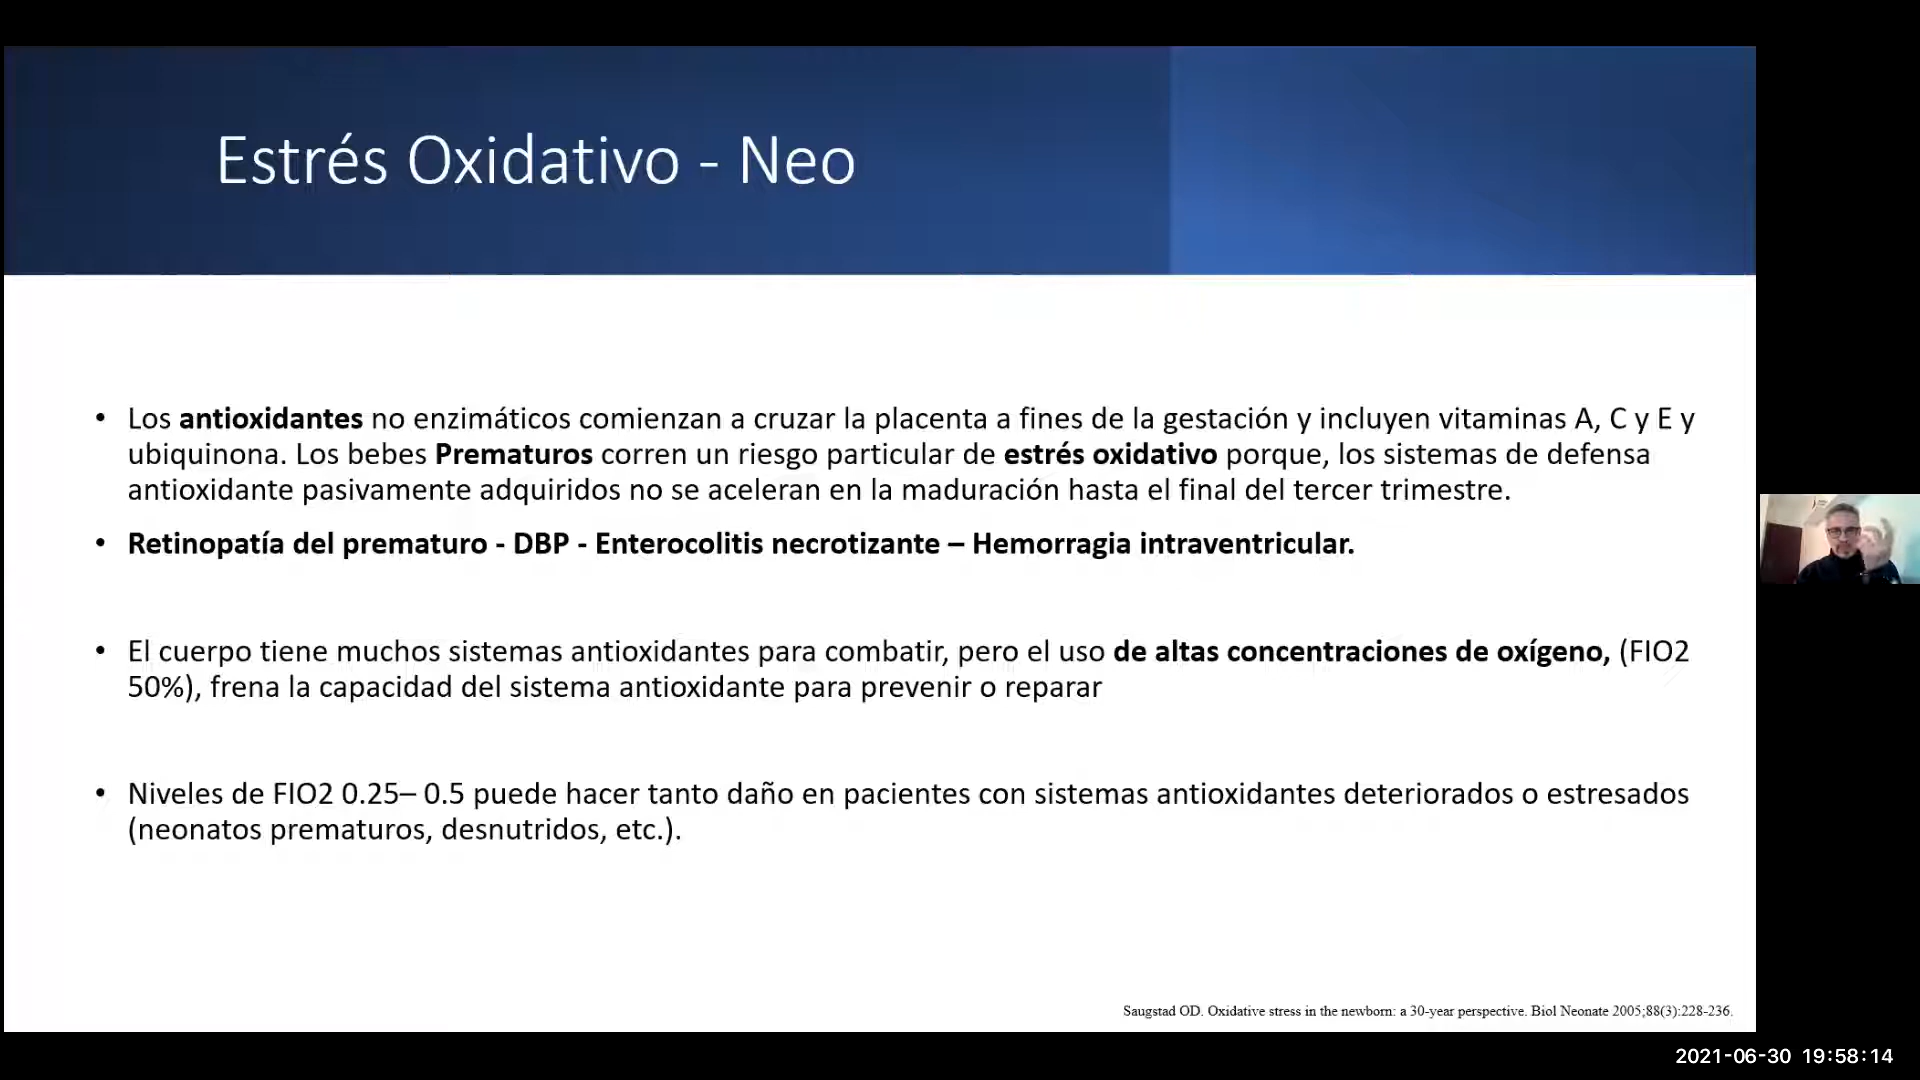 Estrés Oxidativo - Neo
• Los antioxidantes no enzimáticos comienzan a cruzar la placenta a fines de la gestación y incluyen vitaminas A, C y E y
ubiquinona. Los bebes Prematuros corren un riesgo particular de estrés oxidativo porque, los sistemas de defensa
antioxidante pasivamente adquiridos no se aceleran en la maduración hasta el final del tercer trimestre.
• Retinopatía del prematuro - DBP - Enterocolitis necrotizante – Hemorragia intraventricular.
• El cuerpo tiene muchos sistemas antioxidantes para combatir, pero el uso de altas concentraciones de oxígeno, (FIO2
50%), frena la capacidad del sistema antioxidante para prevenir o reparar
• Niveles de FIO2 0.25– 0.5 puede hacer tanto daño en pacientes con sistemas antioxidantes deteriorados o estresados
(neonatos prematuros, desnutridos, etc.).
Saugstad OD. Oxidative stress in the newborn: a 30-year perspective. Biol Neonate 2005;88(3):228-236.
2021-06-30 19:58:14